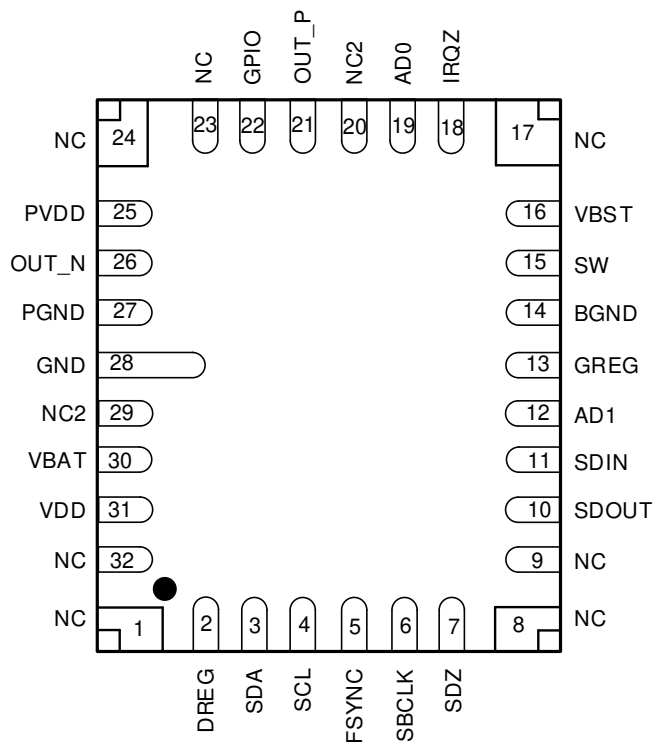 NC
GPIO
OUT_P
NC2
AD0
IRQZ
23
22
21
20
19
18
NC 24
17 NC
PVDD 25
16 VBST
OUT_N 26
15 SW
PGND 27
14 BGND
GND 28
13 GREG
NC2 29
12 AD1
VBAT 30
11 SDIN
VDD 31
10 SDOUT
NC 32
9 NC
NC 1
8 NC
2
3
4
5
6
7
DREG
SDA
SCL
FSYNC
SBCLK
SDZ